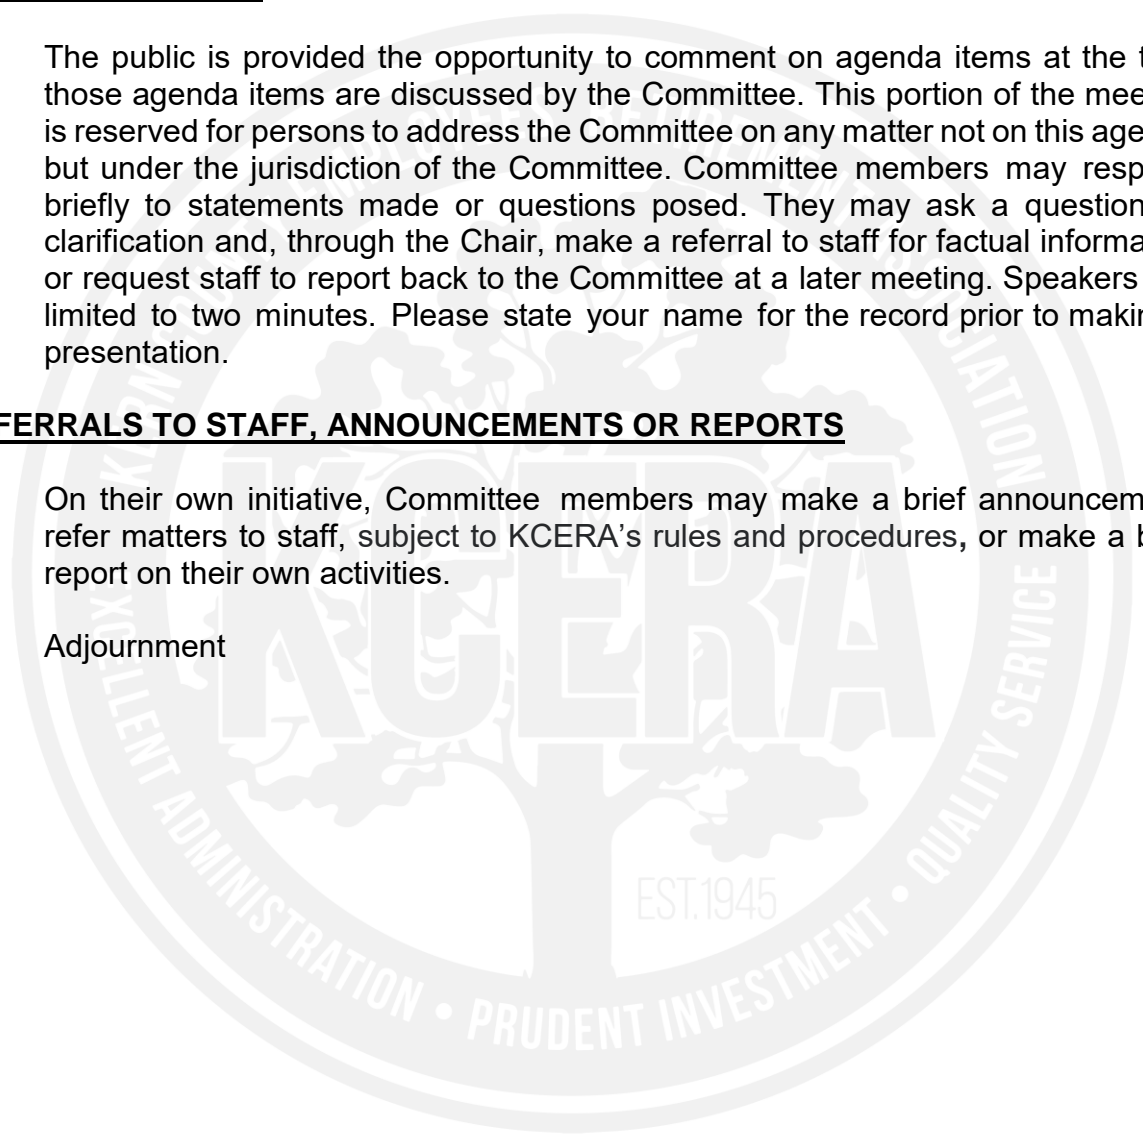 The public is provided the opportunity to comment on agenda items at the t
those agenda items are discussed by the Committee. This portion of the mee
is reserved for persons to address the Committee on any matter not on this age
but under the jurisdiction of the Committee. Committee members may resp
briefly to statements made or questions posed. They may ask a question
clarification and, through the Chair, make a referral to staff for factual informa
or request staff to report back to the Committee at a later meeting. Speakers
limited to two minutes. Please state your name for the record prior to makin
presentation.
FERRALS TO STAFF, ANNOUNCEMENTS OR REPORTS
On their own initiative, Committee members may make a brief announcem
refer matters to staff, subject to KCERA’s rules and procedures, or make a b
report on their own activities.
Adjournment
KERN COUNTY EMPLOYEES' RETIREMENT ASSOCIATION
KCERA
EST.1945
EXCELLENT ADMINISTRATION • PRUDENT INVESTMENT • QUALITY SERVICE